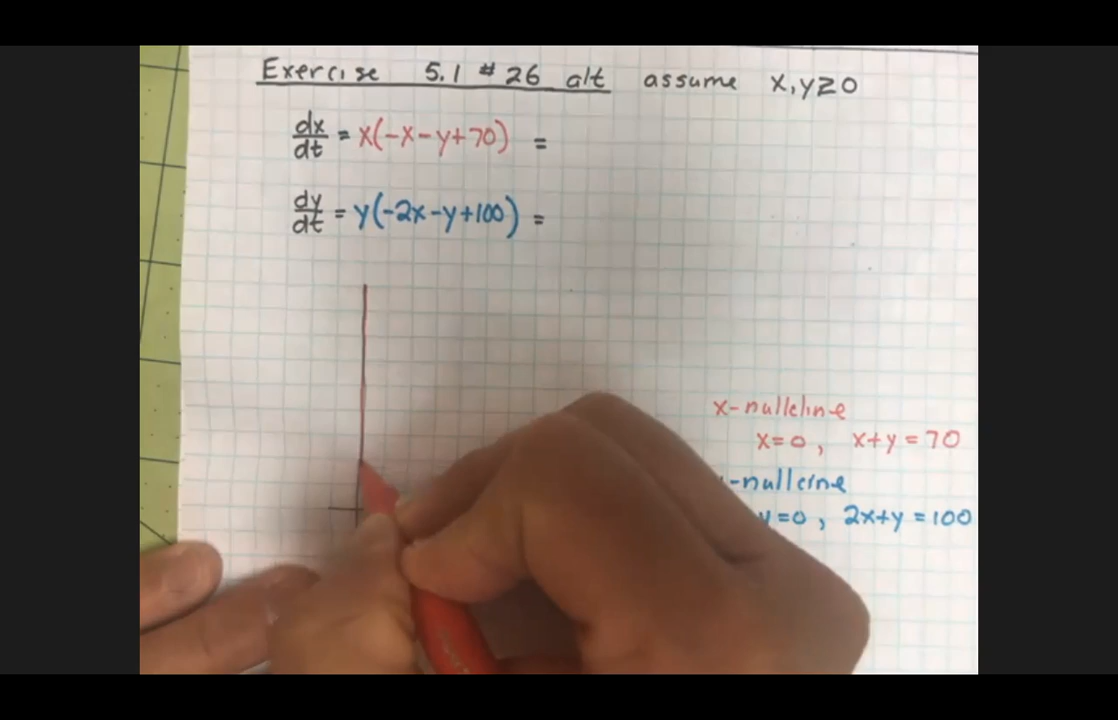 Exercise 5.1 # 26 alt assume x,y≥0
dx/dt = x(-x-y+70) =
dy/dt = y(-2x-y+100) =
x-nullcline
x=0, x+y=70
-nullcine
y=0, 2x+y=100